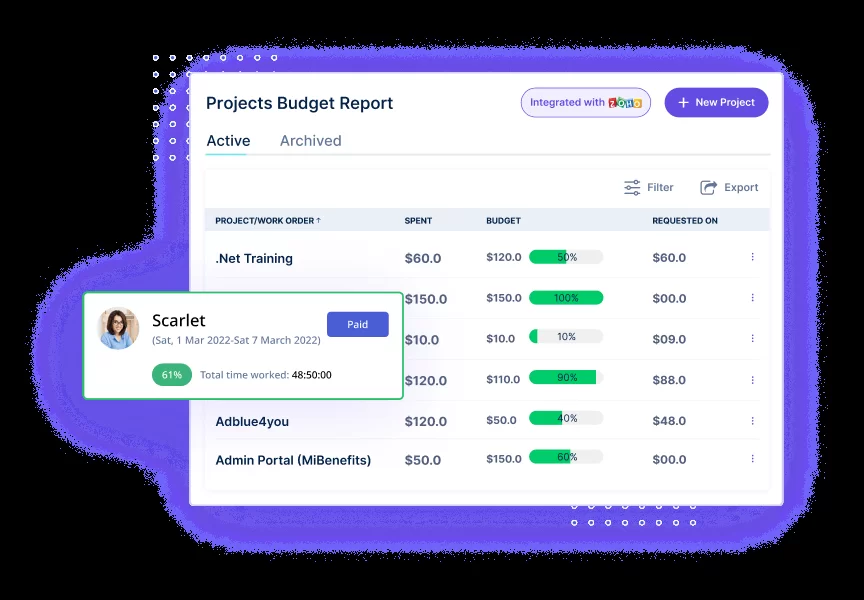 Projects Budget Report
Integrated with ZOHO
+ New Project
Active Archived
Filter Export
PROJECT/WORK ORDER ↑ SPENT BUDGET REQUESTED ON
.Net Training $60.0 $120.0 50% $60.0
$150.0 $150.0 100% $00.0
$10.0 $10.0 10% $09.0
$120.0 $110.0 90% $88.0
Adblue4you $120.0 $50.0 40% $48.0
Admin Portal (MiBenefits) $50.0 $150.0 60% $00.0
Scarlet
Paid
(Sat, 1 Mar 2022-Sat 7 March 2022)
61% Total time worked: 48:50:00